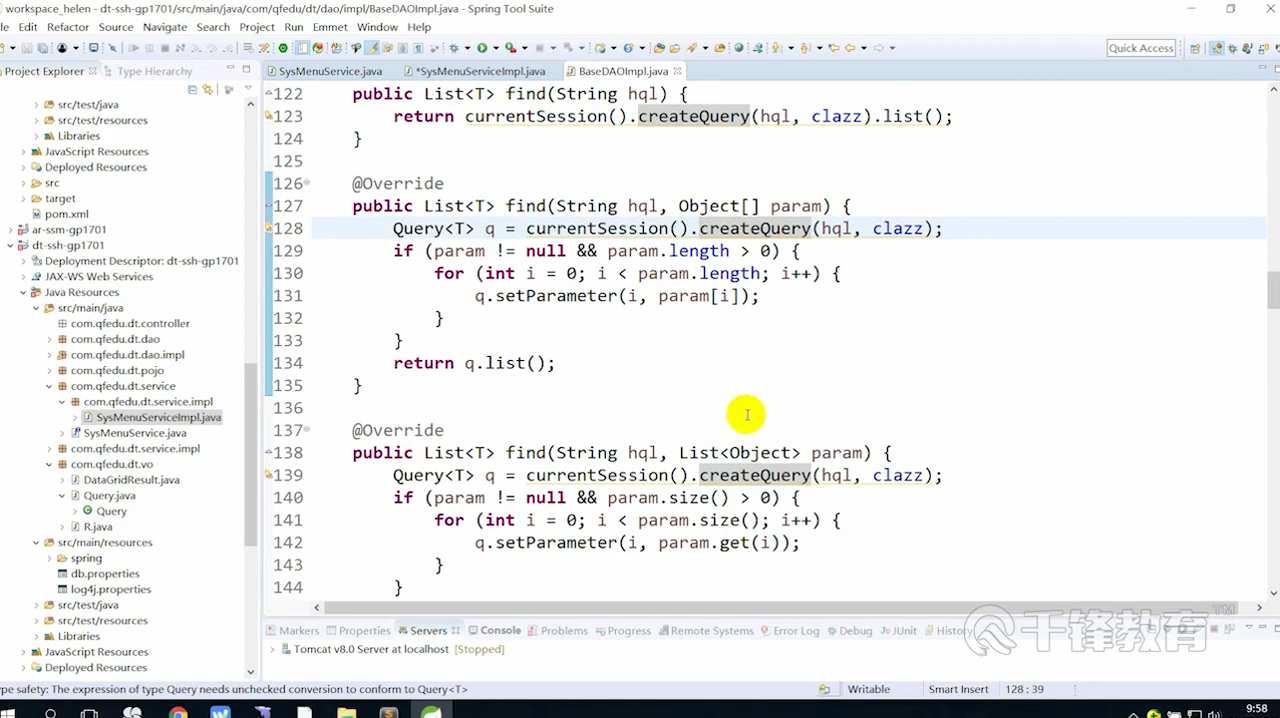 workspace_helen - dt-ssh-gp1701/src/main/java/com/qfedu/dt/dao/impl/BaseDAOImpl.java - Spring Tool Suite
Edit Refactor Source Navigate Search Project Run Emmet Window Help
Quick Access
Project Explorer Type Hierarchy
SysMenuService.java *SysMenuServiceImpl.java BaseDAOImpl.java
src/test/java
src/test/resources
Libraries
JavaScript Resources
Deployed Resources
src
target
pom.xml
ar-ssm-gp1701
dt-ssh-gp1701
Deployment Descriptor: dt-ssh-gp1701
JAX-WS Web Services
Java Resources
src/main/java
com.qfedu.dt.controller
com.qfedu.dt.dao
com.qfedu.dt.dao.impl
com.qfedu.dt.pojo
com.qfedu.dt.service
com.qfedu.dt.service.impl
SysMenuServiceImpl.java
SysMenuService.java
com.qfedu.dt.service.impl
com.qfedu.dt.vo
DataGridResult.java
Query.java
Query
R.java
src/main/resources
spring
db.properties
log4j.properties
src/test/java
src/test/resources
Libraries
JavaScript Resources
Deployed Resources
122 public List<T> find(String hql) {
123 return currentSession().createQuery(hql, clazz).list();
124 }
125
126 @Override
127 public List<T> find(String hql, Object[] param) {
128 Query<T> q = currentSession().createQuery(hql, clazz);
129 if (param != null && param.length > 0) {
130 for (int i = 0; i < param.length; i++) {
131 q.setParameter(i, param[i]);
132 }
133 }
134 return q.list();
135 }
136
137 @Override
138 public List<T> find(String hql, List<Object> param) {
139 Query<T> q = currentSession().createQuery(hql, clazz);
140 if (param != null && param.size() > 0) {
141 for (int i = 0; i < param.size(); i++) {
142 q.setParameter(i, param.get(i));
143 }
144 }
Markers Properties Servers Console Problems Progress Remote Systems Error Log Debug JUnit History
Tomcat v8.0 Server at localhost [Stopped]
千锋教育™
ype safety: The expression of type Query needs unchecked conversion to conform to Query<T>
Writable Smart Insert 128 : 39
9:58